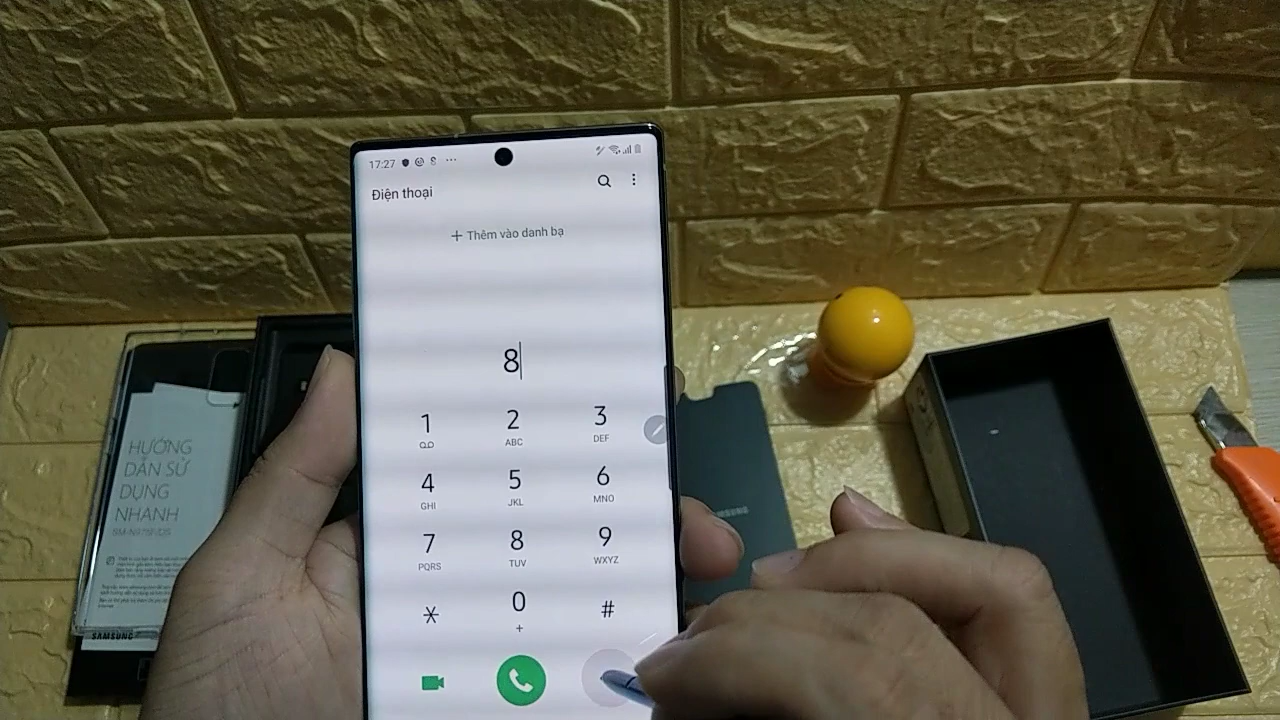 17:27
Điện thoại
+ Thêm vào danh bạ
8
1 2 3
ABC DEF
4 5 6
GHI JKL MNO
7 8 9
PQRS TUV WXYZ
* 0 #
+
HƯỚNG
DẪN SỬ
DỤNG
NHANH
SAMSUNG
SAMSUNG